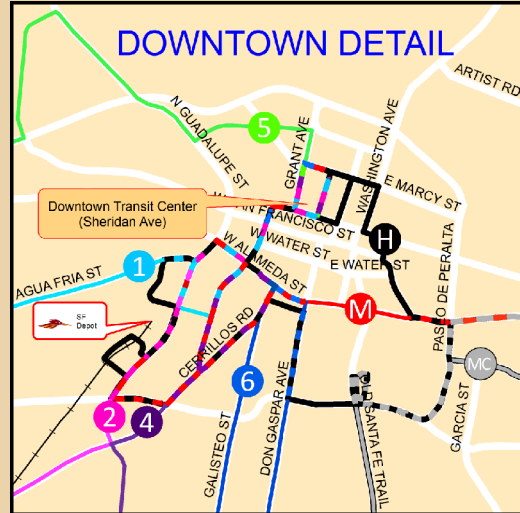 DOWNTOWN DETAIL
ARTIST RD
N GUADALUPE ST
GRANT AVE
WASHINGTON AVE
5
E MARCY ST
Downtown Transit Center
(Sheridan Ave)
FRANCISCO ST
W WATER ST
E WATER ST
H
PASEO DE PERALTA
W ALAMEDA ST
1
AGUA FRIA ST
M
SF
Depot
CERRILLOS RD
MC
6
2
4
GALISTEO ST
DON GASPAR AVE
SANTA FE TRAIL
GARCIA ST